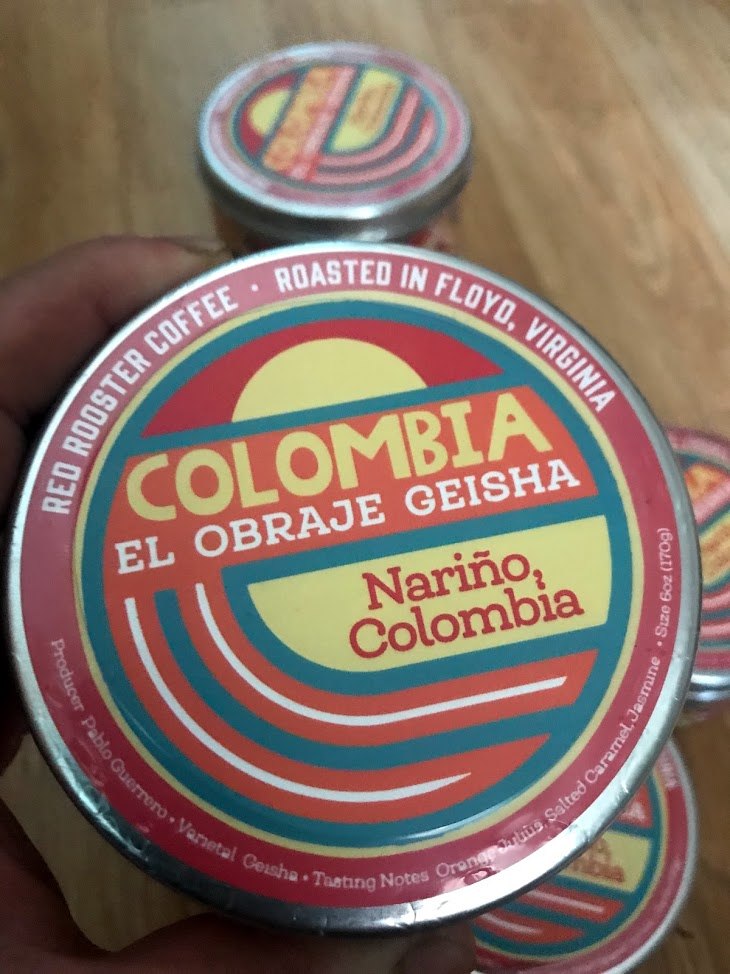 RED ROOSTER COFFEE • ROASTED IN FLOYD, VIRGINIA
COLOMBIA
EL OBRAJE GEISHA
Nariño,
Colombia
Producer Pablo Guerrero • Varietal Geisha • Tasting Notes Orange Julius, Salted Caramel, Jasmine • Size 6oz (170g)
COLOMBIA